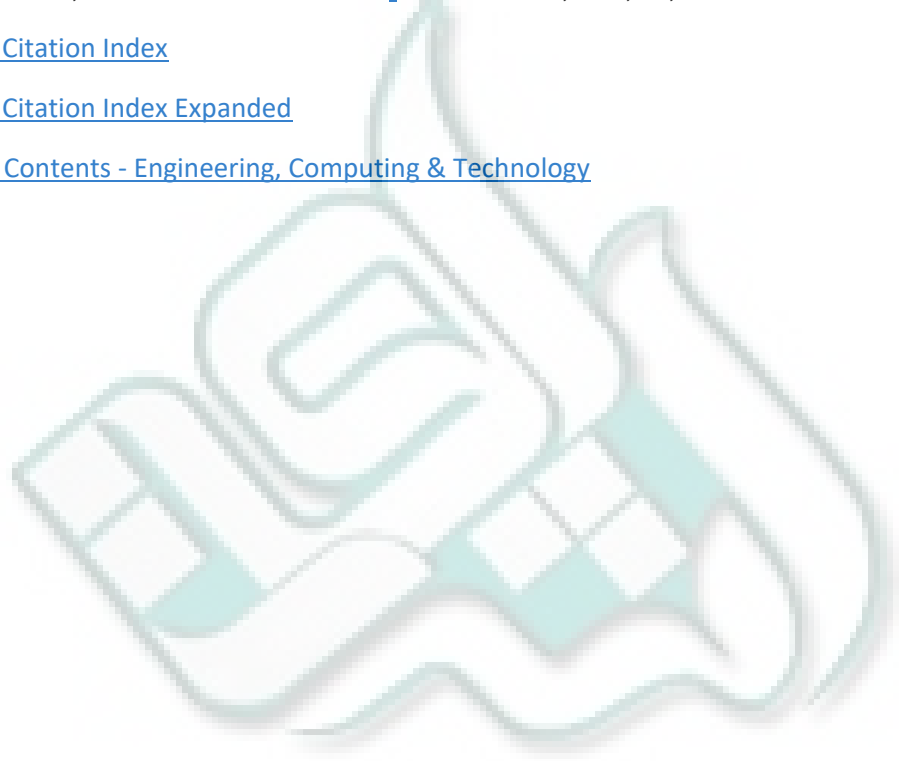 Citation Index
Citation Index Expanded
Contents - Engineering, Computing & Technology